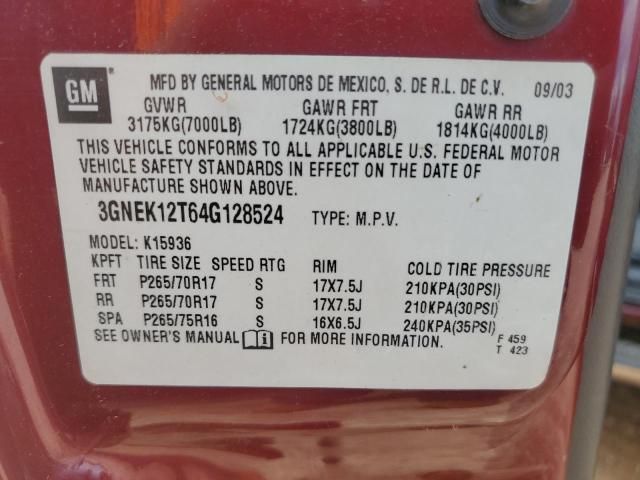 GM
MFD BY GENERAL MOTORS DE MEXICO, S. DE R.L. DE C.V. 09/03
GVWR GAWR FRT GAWR RR
3175KG(7000LB) 1724KG(3800LB) 1814KG(4000LB)
THIS VEHICLE CONFORMS TO ALL APPLICABLE U.S. FEDERAL MOTOR
VEHICLE SAFETY STANDARDS IN EFFECT ON THE DATE OF
MANUFACTURE SHOWN ABOVE.
3GNEK12T64G128524 TYPE: M.P.V.
MODEL: K15936
KPFT TIRE SIZE SPEED RTG RIM COLD TIRE PRESSURE
FRT P265/70R17 S 17X7.5J 210KPA(30PSI)
RR P265/70R17 S 17X7.5J 210KPA(30PSI)
SPA P265/75R16 S 16X6.5J 240KPA(35PSI)
SEE OWNER'S MANUAL i FOR MORE INFORMATION. F 459
T 423